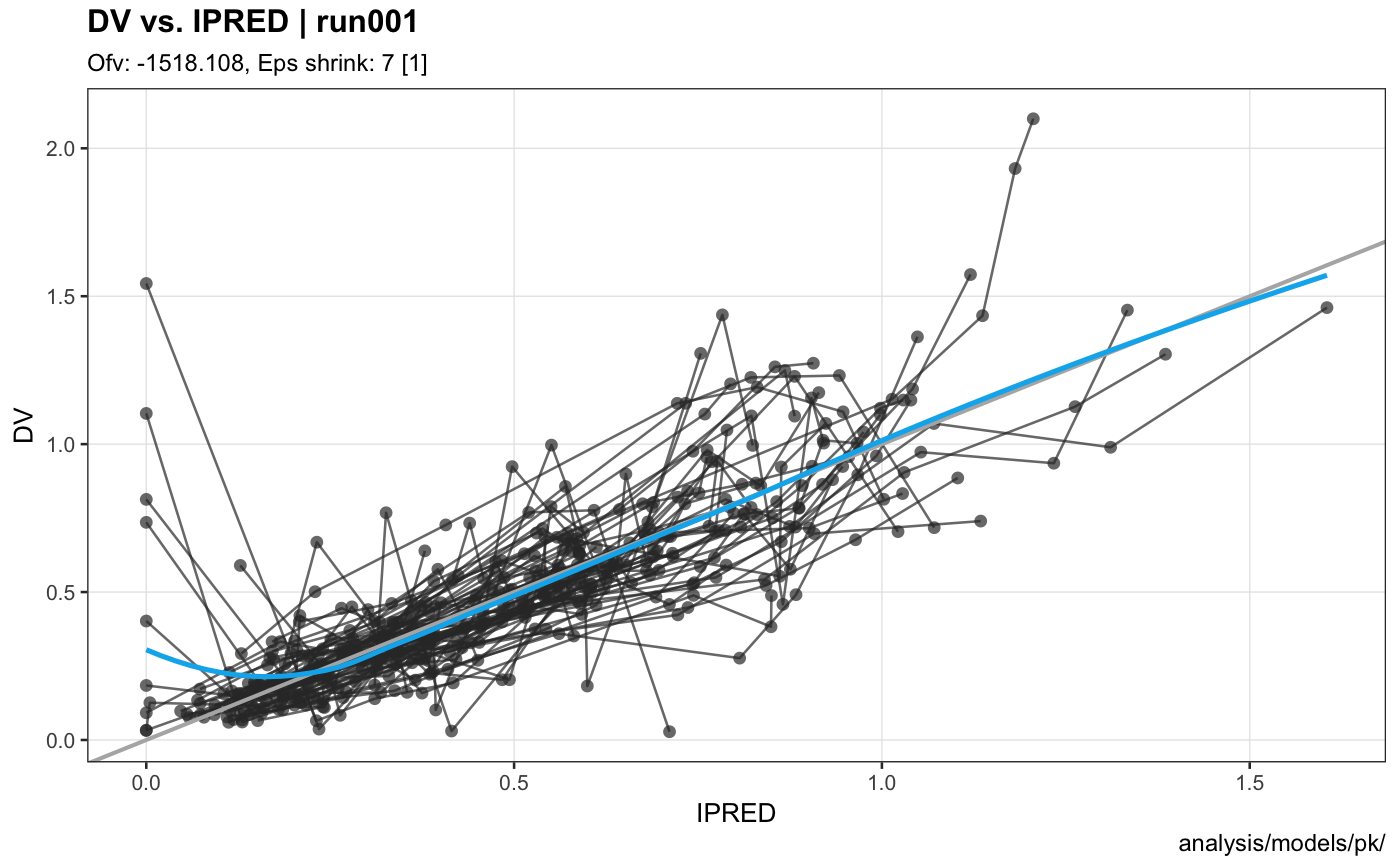 DV vs. IPRED | run001
Ofv: -1518.108, Eps shrink: 7 [1]
2.0
1.5
1.0
0.5
0.0
DV
0.0 0.5 1.0 1.5
IPRED
analysis/models/pk/